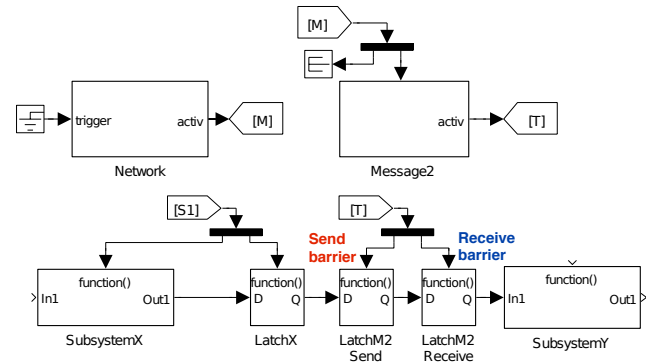 [M]
trigger
activ
[M]
Network
activ
[T]
Message2
[S1]
[T]
Send
barrier
Receive
barrier
function()
In1
Out1
SubsystemX
function()
D
Q
LatchX
function()
D
Q
LatchM2
Send
function()
D
Q
LatchM2
Receive
function()
In1
Out1
SubsystemY